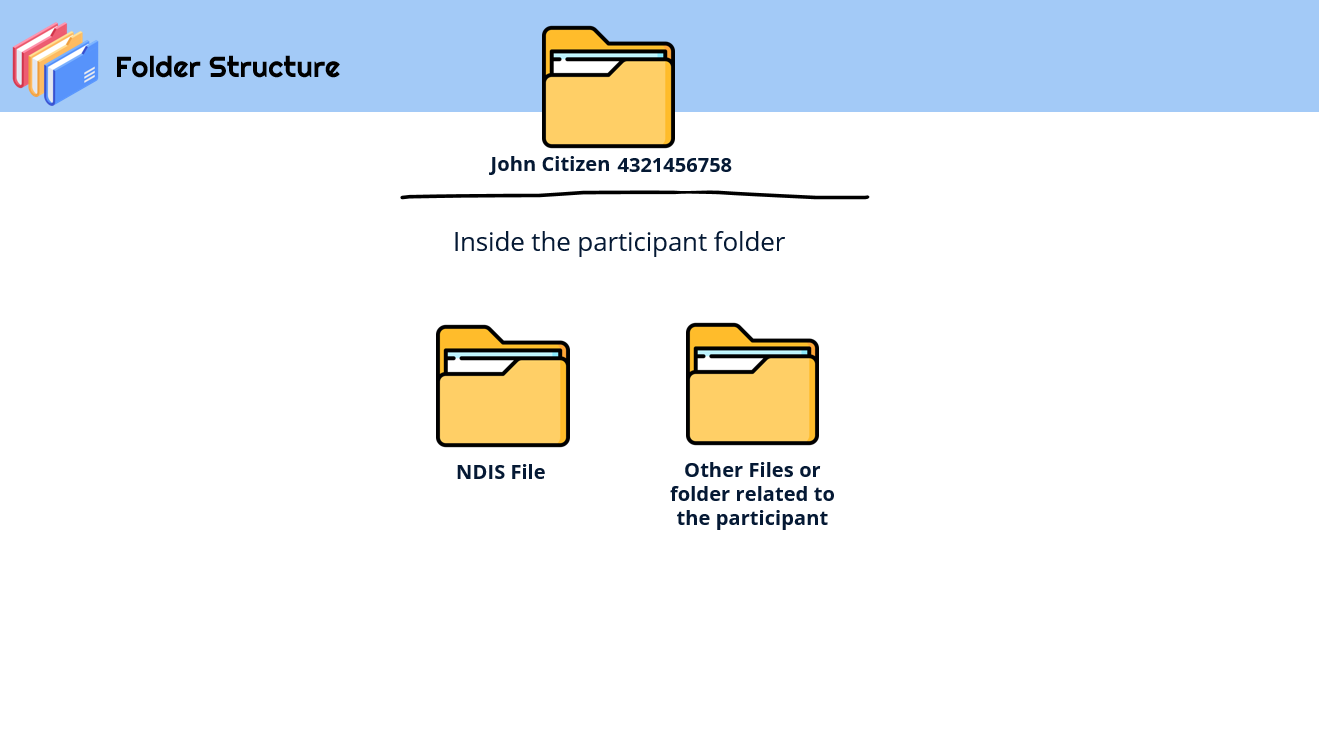 Folder Structure
John Citizen 4321456758
Inside the participant folder
NDIS File
Other Files or
folder related to
the participant